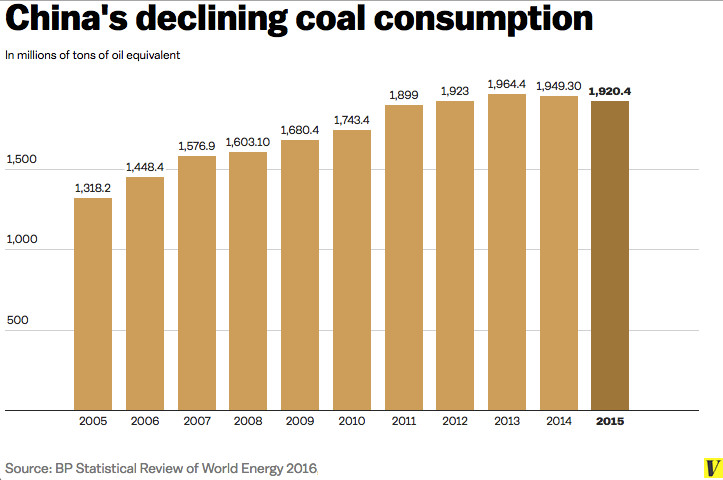 China's declining coal consumption
In millions of tons of oil equivalent
1,964.4
1,949.30
1,923
1,920.4
1,899
1,743.4
1,680.4
1,603.10
1,576.9
1,500
1,448.4
1,318.2
1,000
500
2005 2006 2007 2008 2009 2010 2011 2012 2013 2014 2015
Source: BP Statistical Review of World Energy 2016
V